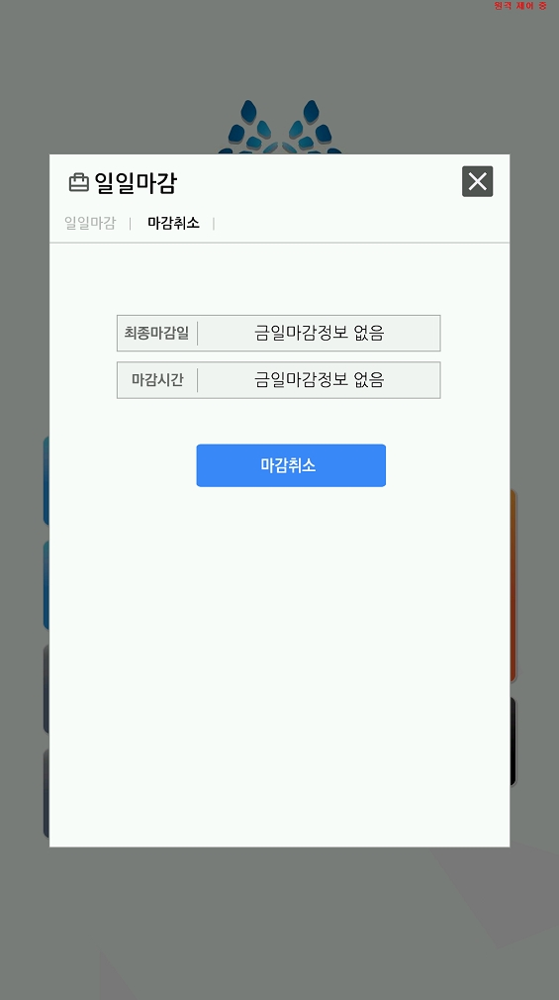 원격 제어 중
일일마감
일일마감 | 마감취소 |
최종마감일 | 금일마감정보 없음
마감시간 | 금일마감정보 없음
마감취소